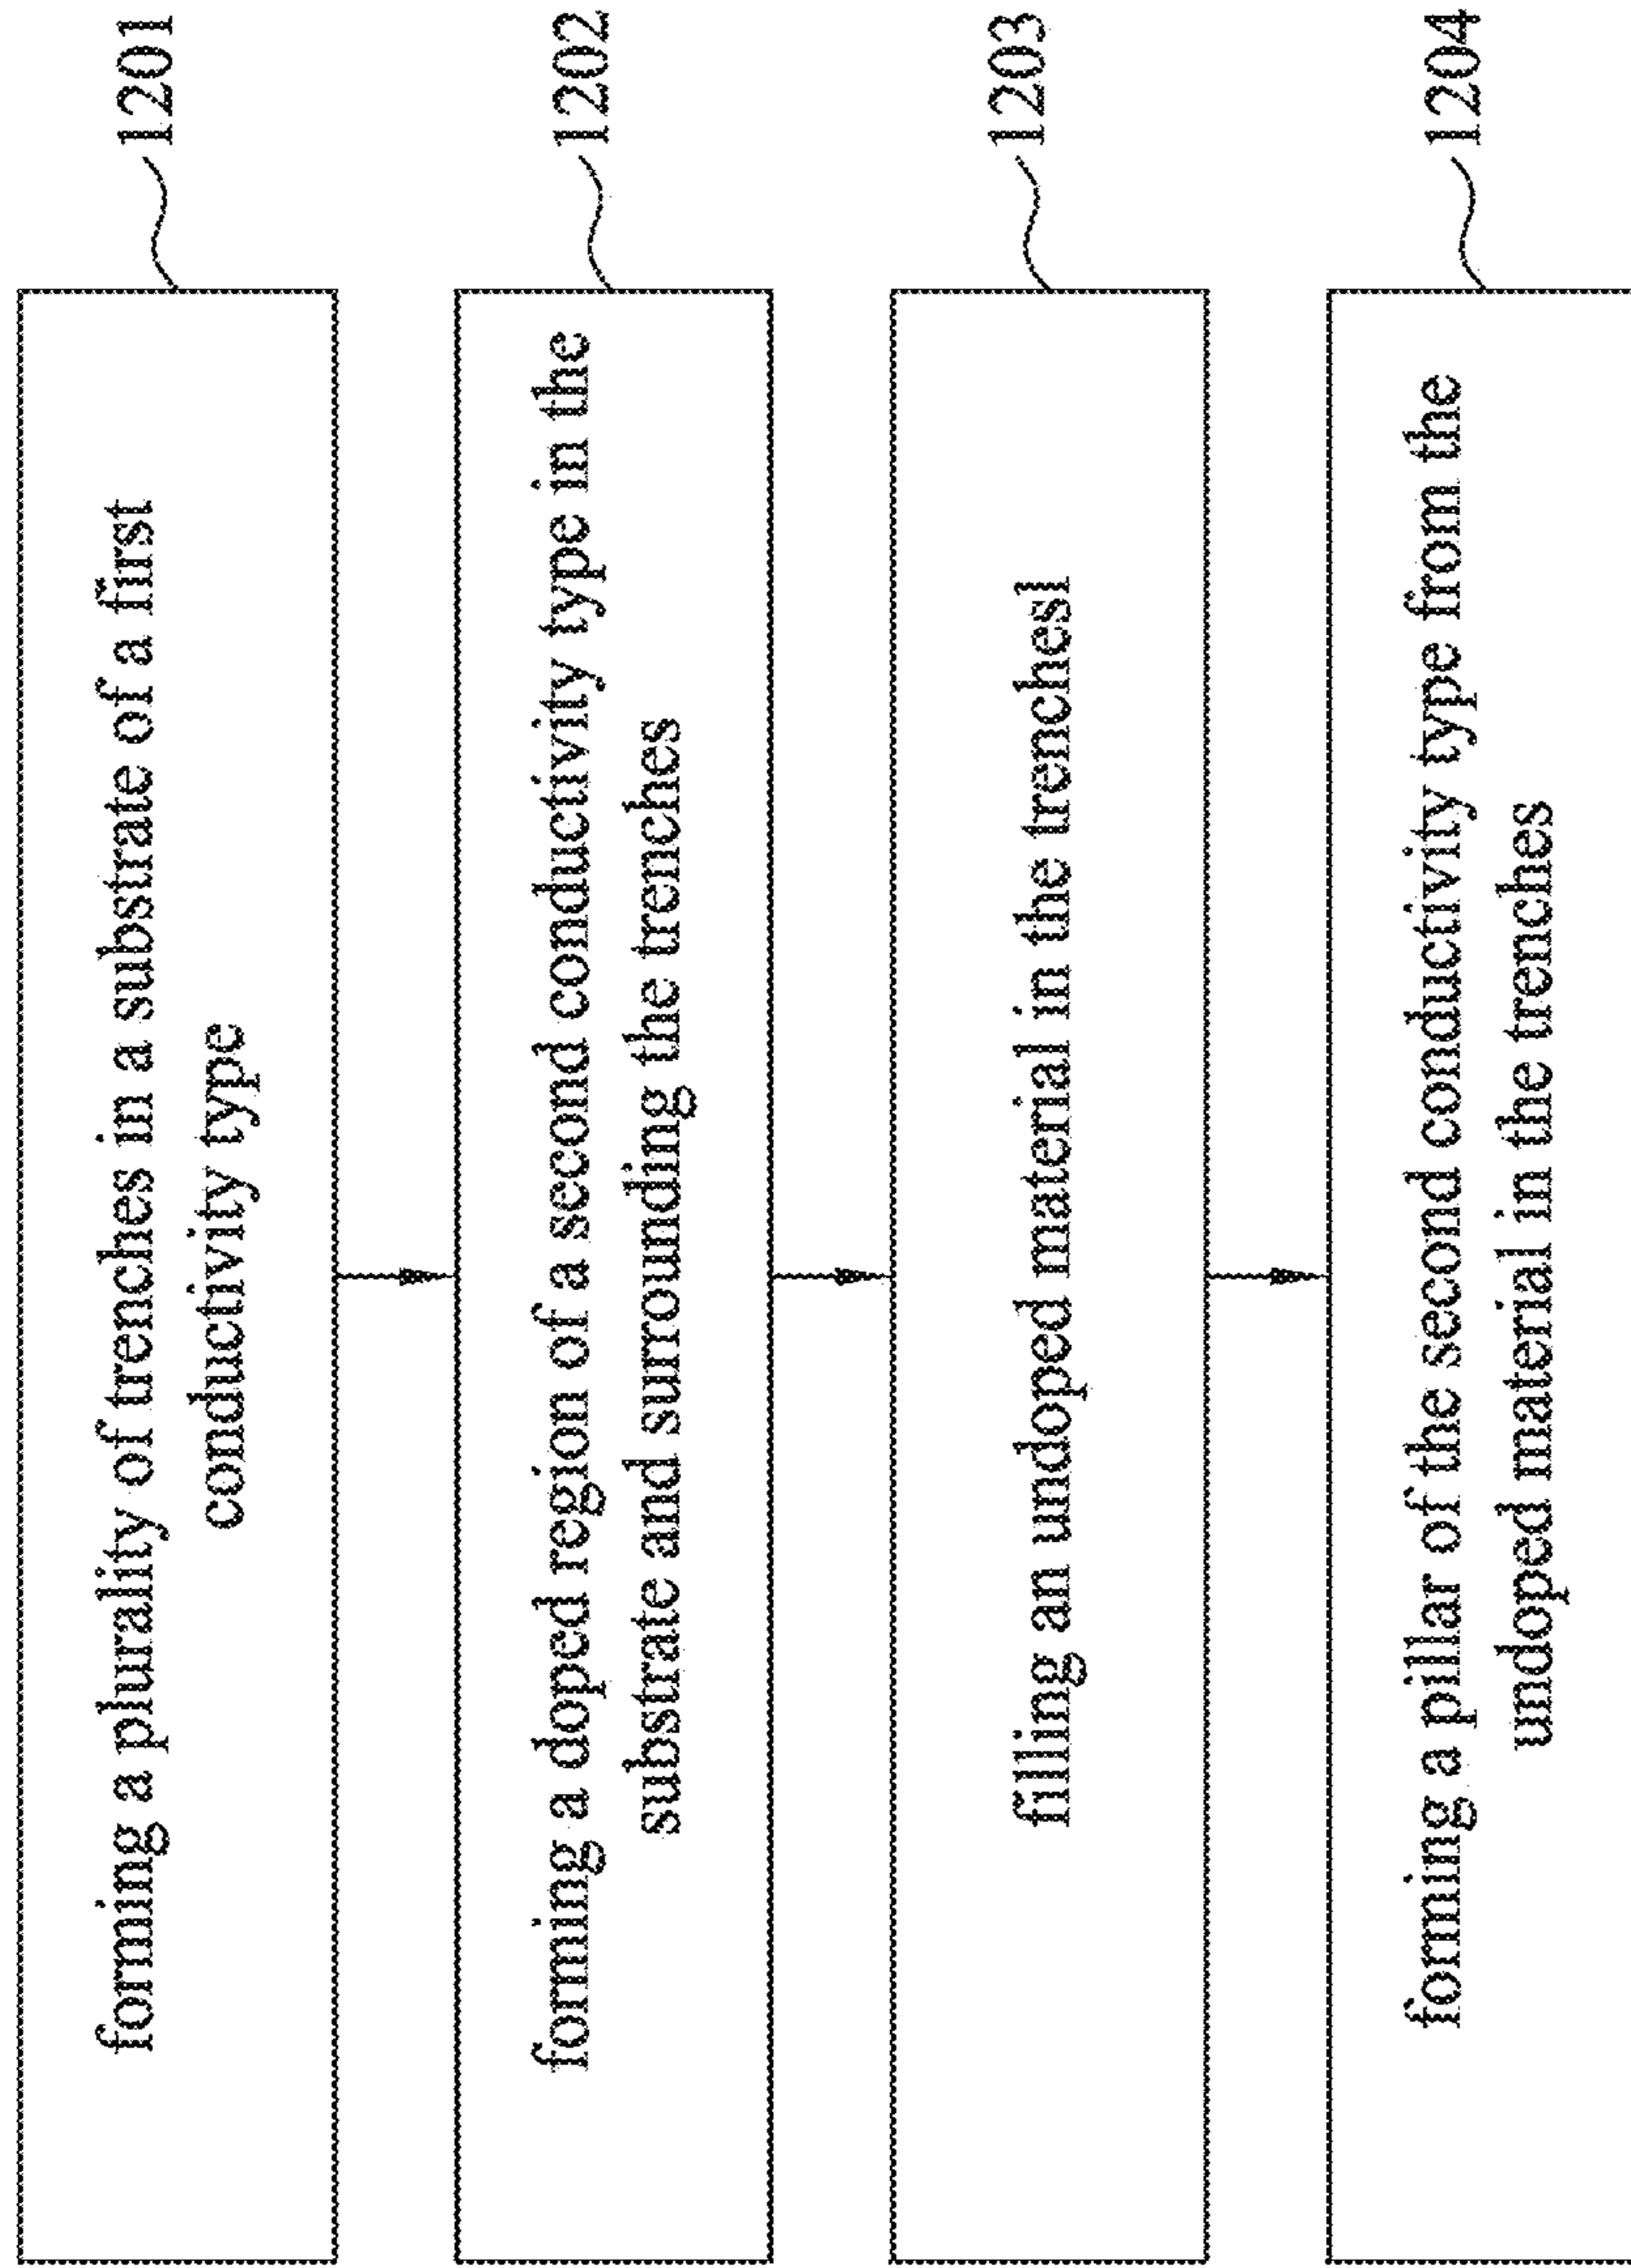 forming a plurality of trenches in a substrate of a first
conductivity type
1201
forming a doped region of a second conductivity type in the
substrate and surrounding the trenches
1202
filling an undoped material in the trenchesl
1203
forming a pillar of the second conductivity type from the
undoped material in the trenches
1204